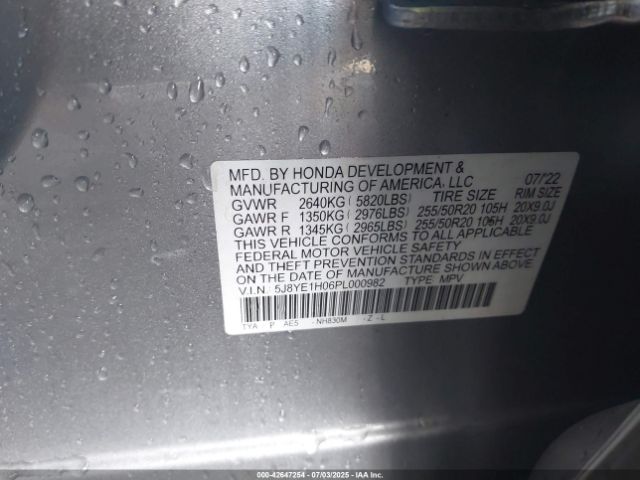 MFD. BY HONDA DEVELOPMENT & 07/'22
MANUFACTURING OF AMERICA, LLC
TIRE SIZE RIM SIZE
GVWR 2640KG ( 5820LBS)
GAWR F 1350KG ( 2976LBS) 255/50R20 105H 20X9.0J
GAWR R 1345KG ( 2965LBS) 255/50R20 105H 20X9.0J
THIS VEHICLE CONFORMS TO ALL APPLICABLE
FEDERAL MOTOR VEHICLE SAFETY
AND THEFT PREVENTION STANDARDS IN EFFECT
ON THE DATE OF MANUFACTURE SHOWN ABOVE.
V.I.N.: 5J8YE1H06PL000982 TYPE MPV
TYA P AE5 - NH830M - Z - L
000-42647254 | 07/03/2025 | IAA Inc.